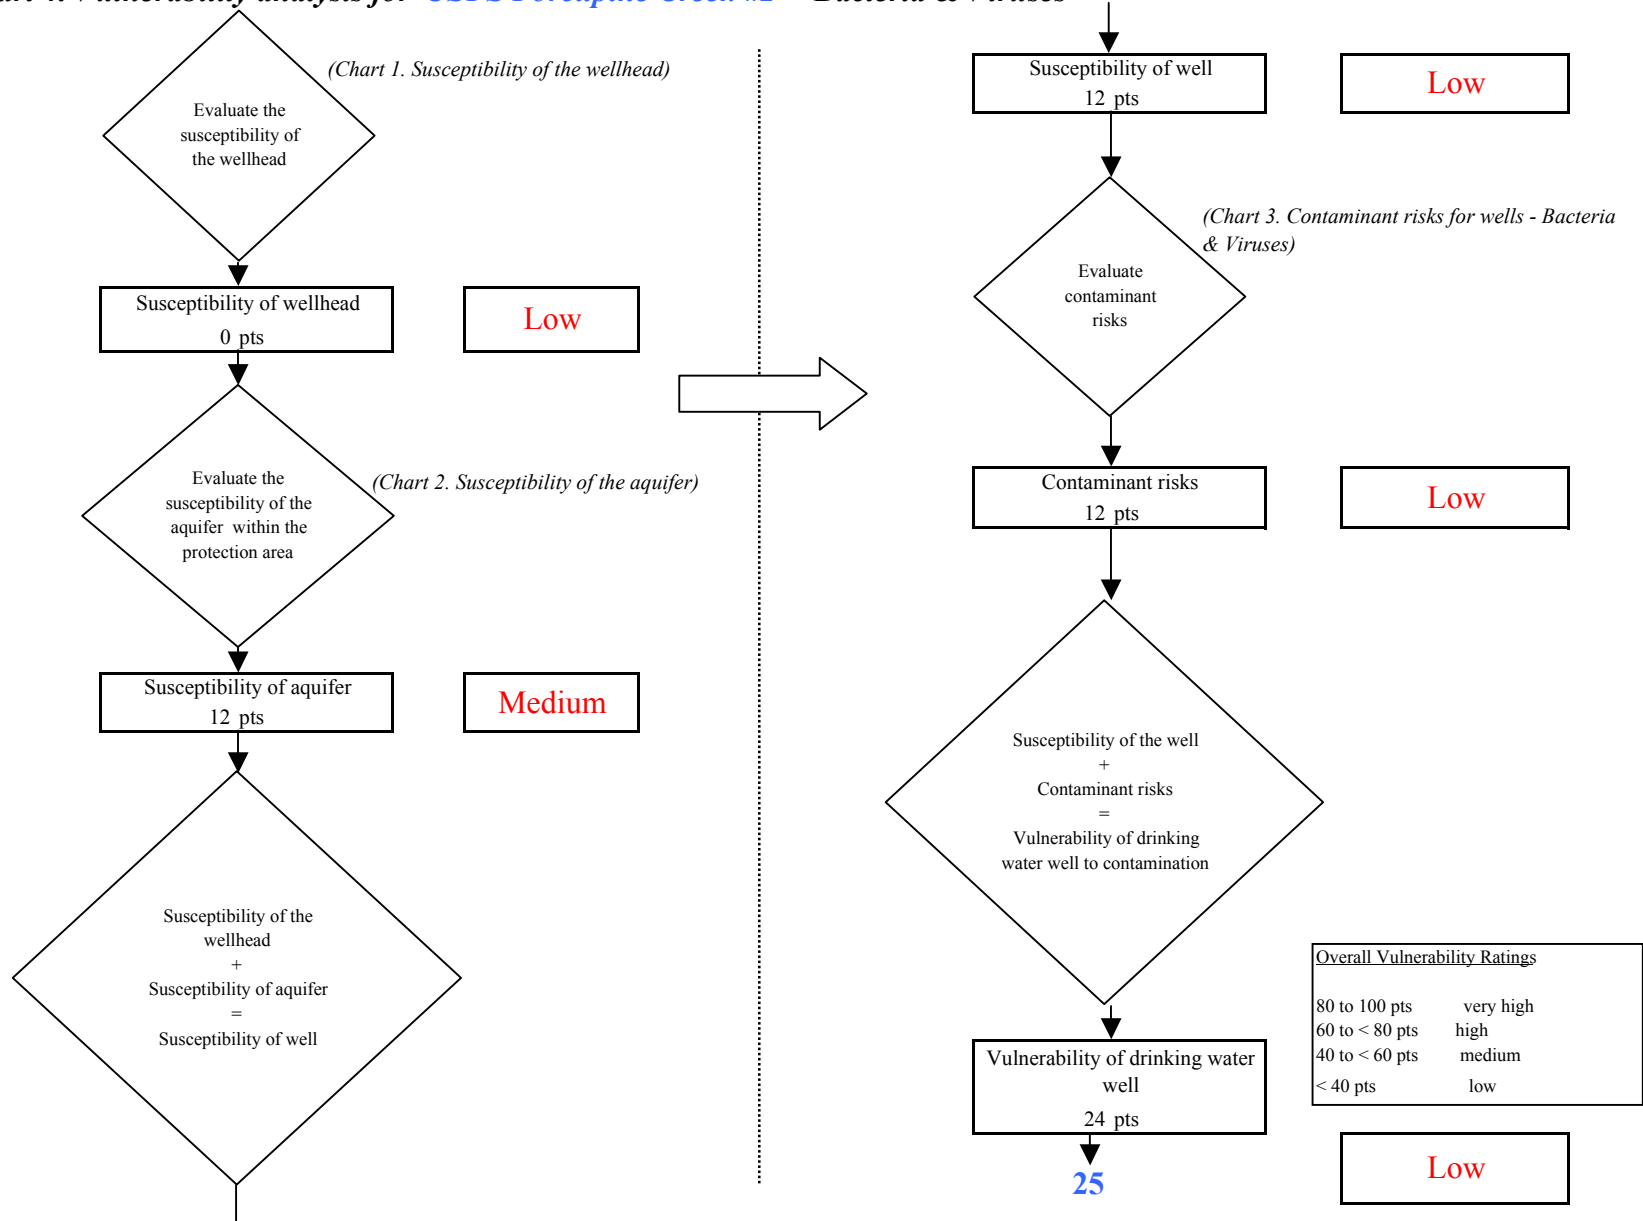 (Chart 1. Susceptibility of the wellhead)
Evaluate the
susceptibility of
the wellhead
Susceptibility of wellhead
0 pts
Low
Evaluate the
susceptibility of the
aquifer within the
protection area
(Chart 2. Susceptibility of the aquifer)
Susceptibility of aquifer
12 pts
Medium
Susceptibility of the
wellhead
+
Susceptibility of aquifer
=
Susceptibility of well
Susceptibility of well
12 pts
Low
(Chart 3. Contaminant risks for wells - Bacteria
& Viruses)
Evaluate
contaminant
risks
Contaminant risks
12 pts
Low
Susceptibility of the well
+
Contaminant risks
=
Vulnerability of drinking
water well to contamination
Overall Vulnerability Ratings
80 to 100 pts very high
60 to < 80 pts high
40 to < 60 pts medium
< 40 pts low
Vulnerability of drinking water
well
24 pts
25
Low